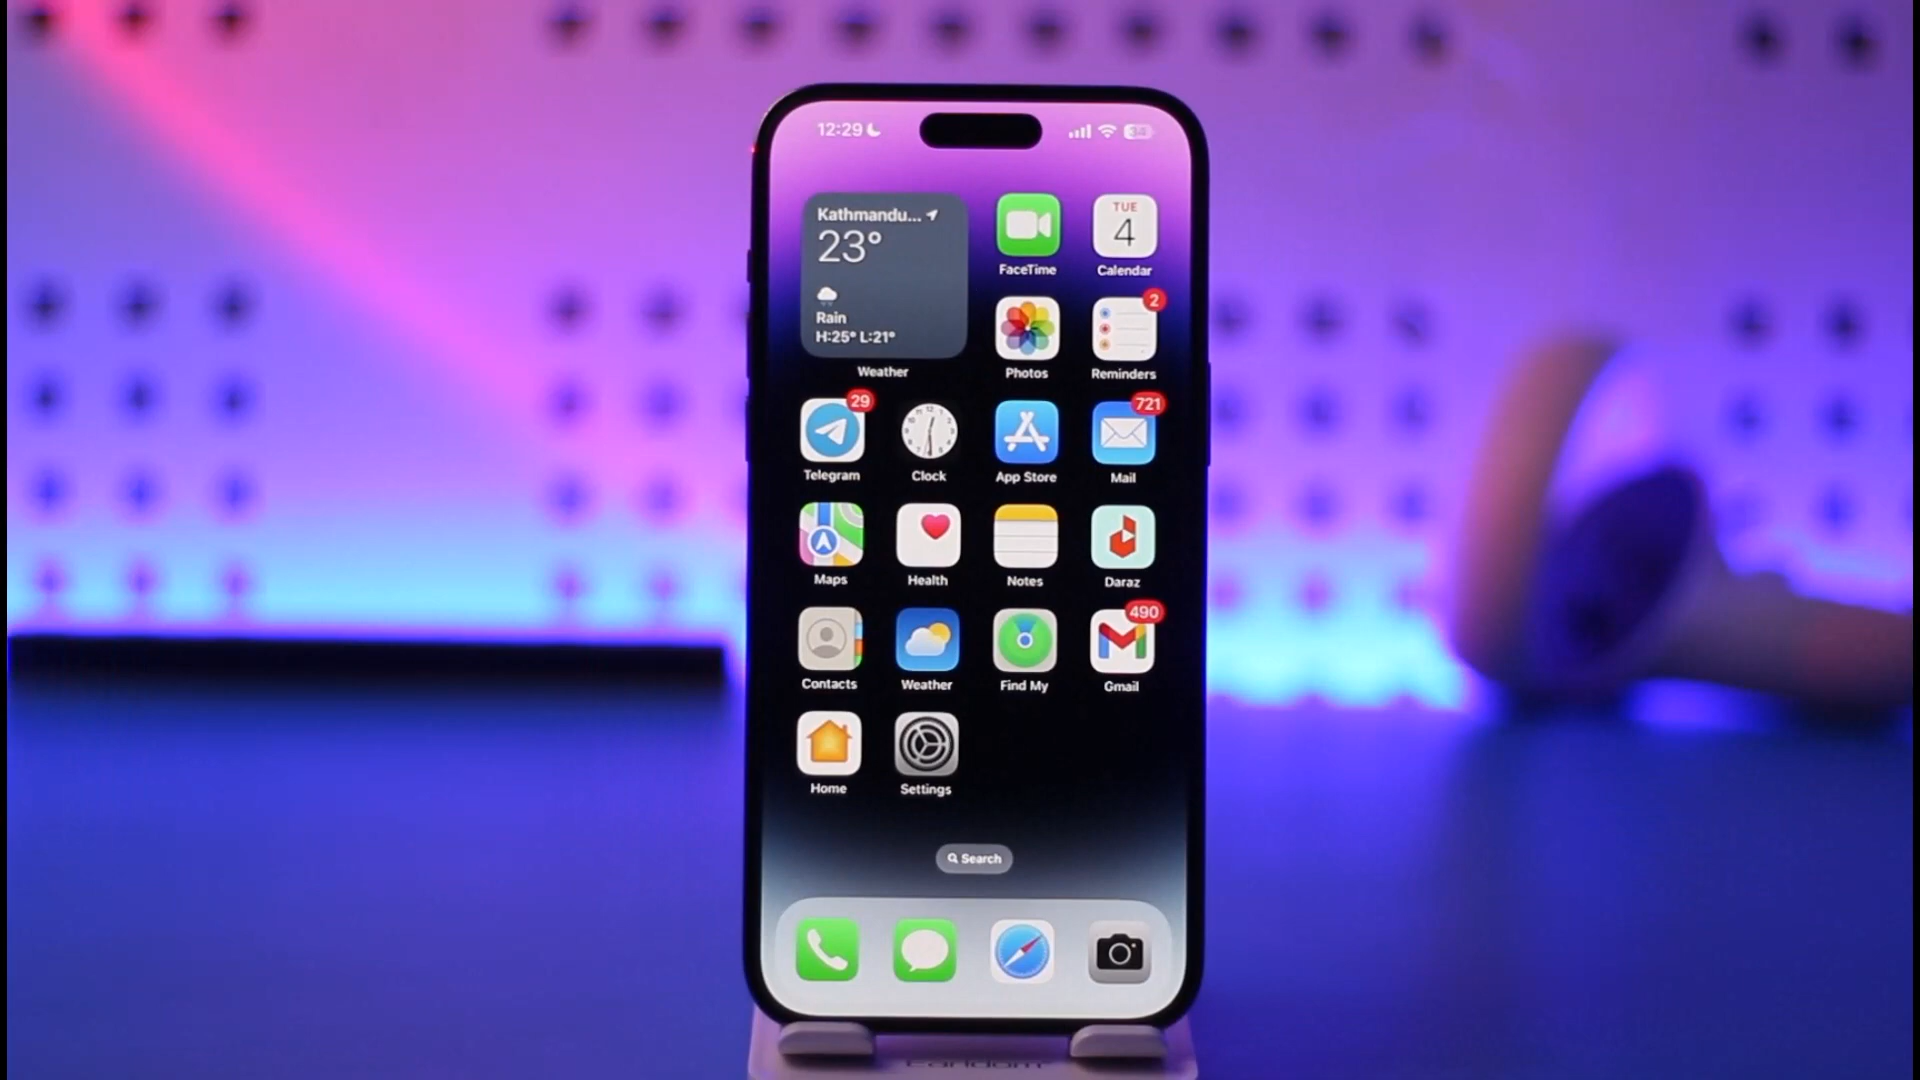 12:29
34
Kathmandu...
23°
Rain
H:25° L:21°
Weather
FaceTime
TUE
4
Calendar
Photos
2
Reminders
29
Telegram
Clock
App Store
721
Mail
Maps
Health
Notes
Daraz
Contacts
Weather
Find My
490
Gmail
Home
Settings
Search